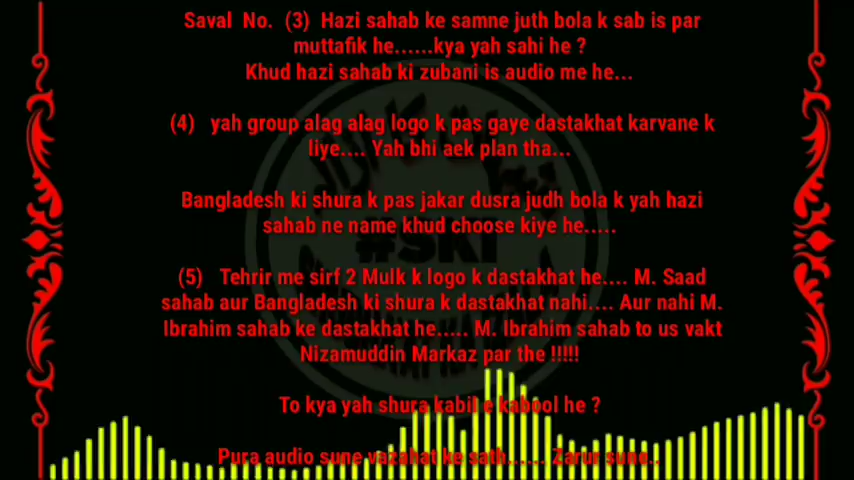 Saval No. (3) Hazi sahab ke samne juth bola k sab is par
muttafik he......kya yah sahi he ?
Khud hazi sahab ki zubani is audio me he...
(4) yah group alag alag logo k pas gaye dastakhat karvane k
liye.... Yah bhi aek plan tha...
Bangladesh ki shura k pas jakar dusra judh bola k yah hazi
sahab ne name khud choose kiye he.....
#SKI
(5) Tehrir me sirf 2 Mulk k logo k dastakhat he.... M. Saad
sahab aur Bangladesh ki shura k dastakhat nahi.... Aur nahi M.
Ibrahim sahab ke dastakhat he..... M. Ibrahim sahab to us vakt
Nizamuddin Markaz par the !!!!!
To kya yah shura kabil e kabool he ?
Pura audio sune vazahat ke sath...... Zarur sune..